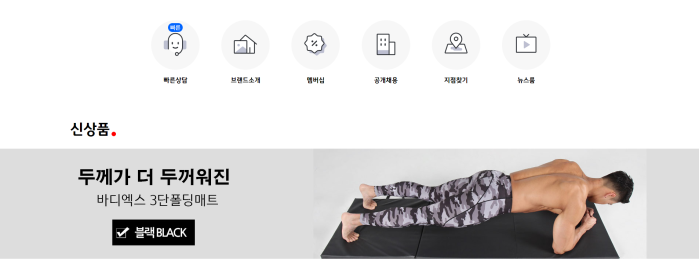 빠른
빠른상담 브랜드소개 멤버십 공개채용 지점찾기 뉴스룸
신상품
두께가 더 두꺼워진
바디엑스 3단폴딩매트
블랙 BLACK